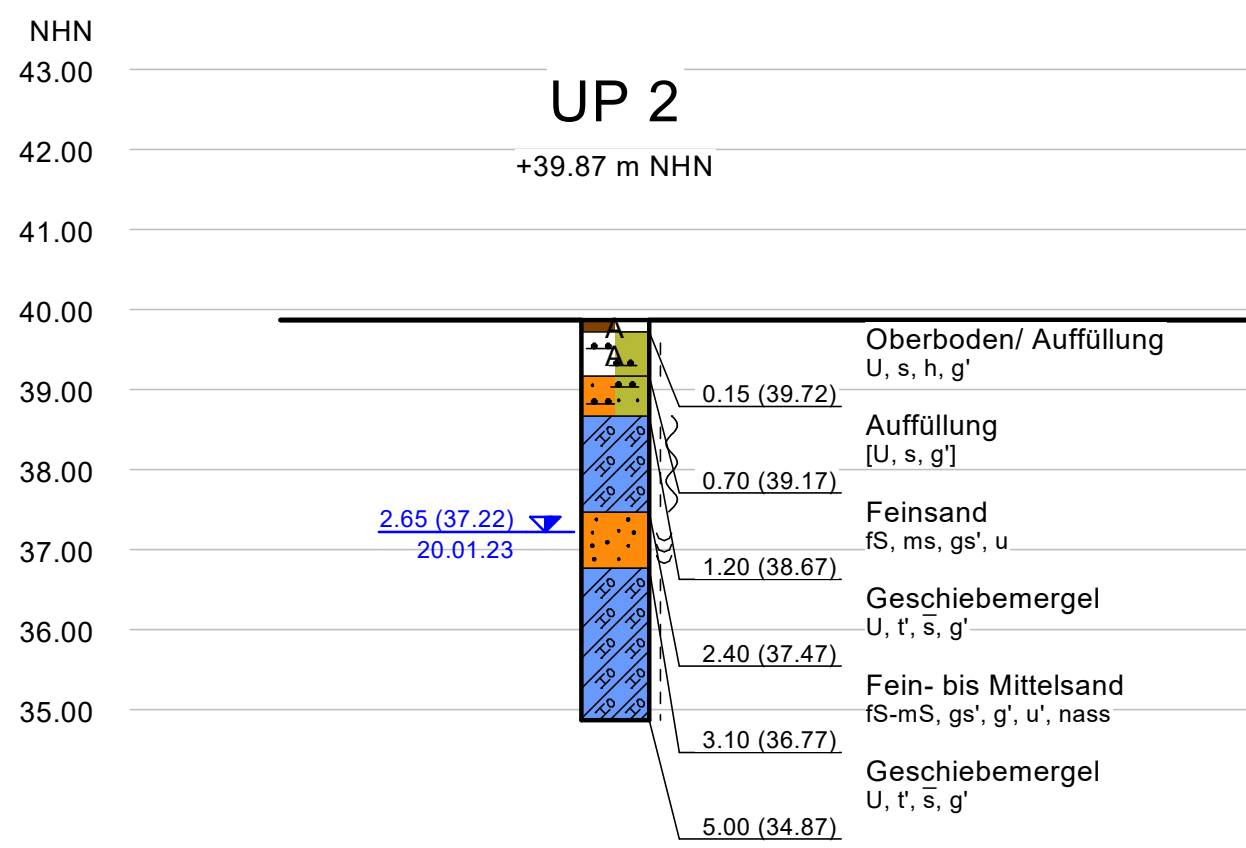 NHN
43.00
UP 2
42.00
+39.87 m NHN
41.00
40.00
A
Oberboden/ Auffüllung
U, s, h, g'
A
39.00
0.15 (39.72)
Auffüllung
[U, s, g']
38.00
0.70 (39.17)
Feinsand
fS, ms, gs', u
2.65 (37.22)
20.01.23
37.00
1.20 (38.67)
Geschiebemergel
U, t', s̅, g'
36.00
2.40 (37.47)
Fein- bis Mittelsand
fS-mS, gs', g', u', nass
35.00
3.10 (36.77)
Geschiebemergel
U, t', s̅, g'
5.00 (34.87)